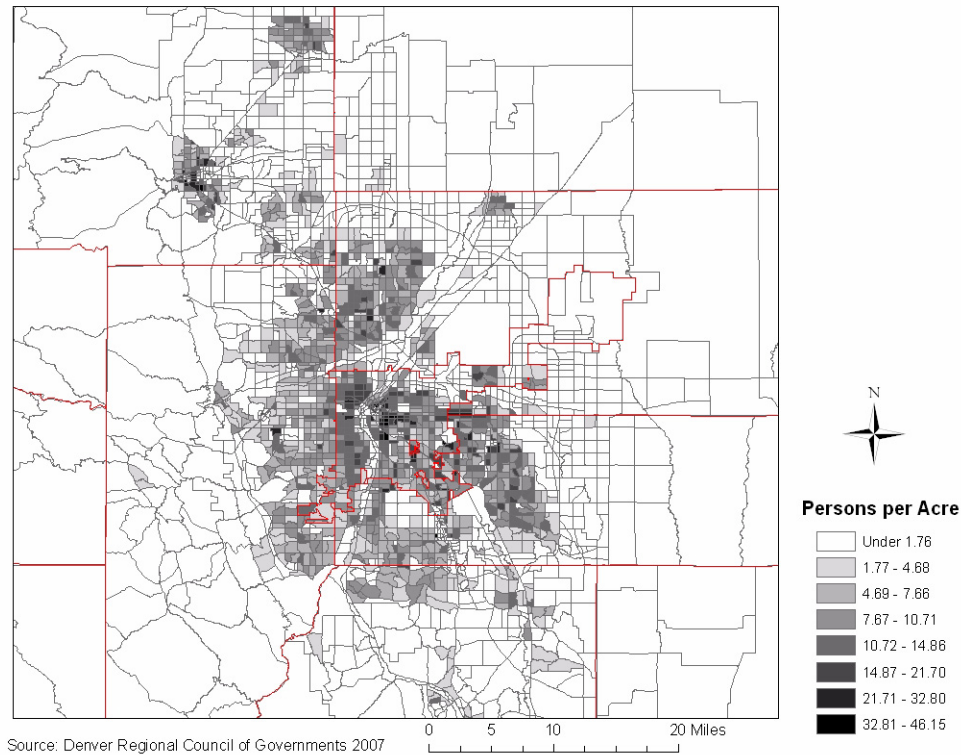 N
Persons per Acre
Under 1.76
1.77 - 4.68
4.69 - 7.66
7.67 - 10.71
10.72 - 14.86
14.87 - 21.70
21.71 - 32.80
32.81 - 46.15
0 5 10 20 Miles
Source: Denver Regional Council of Governments 2007